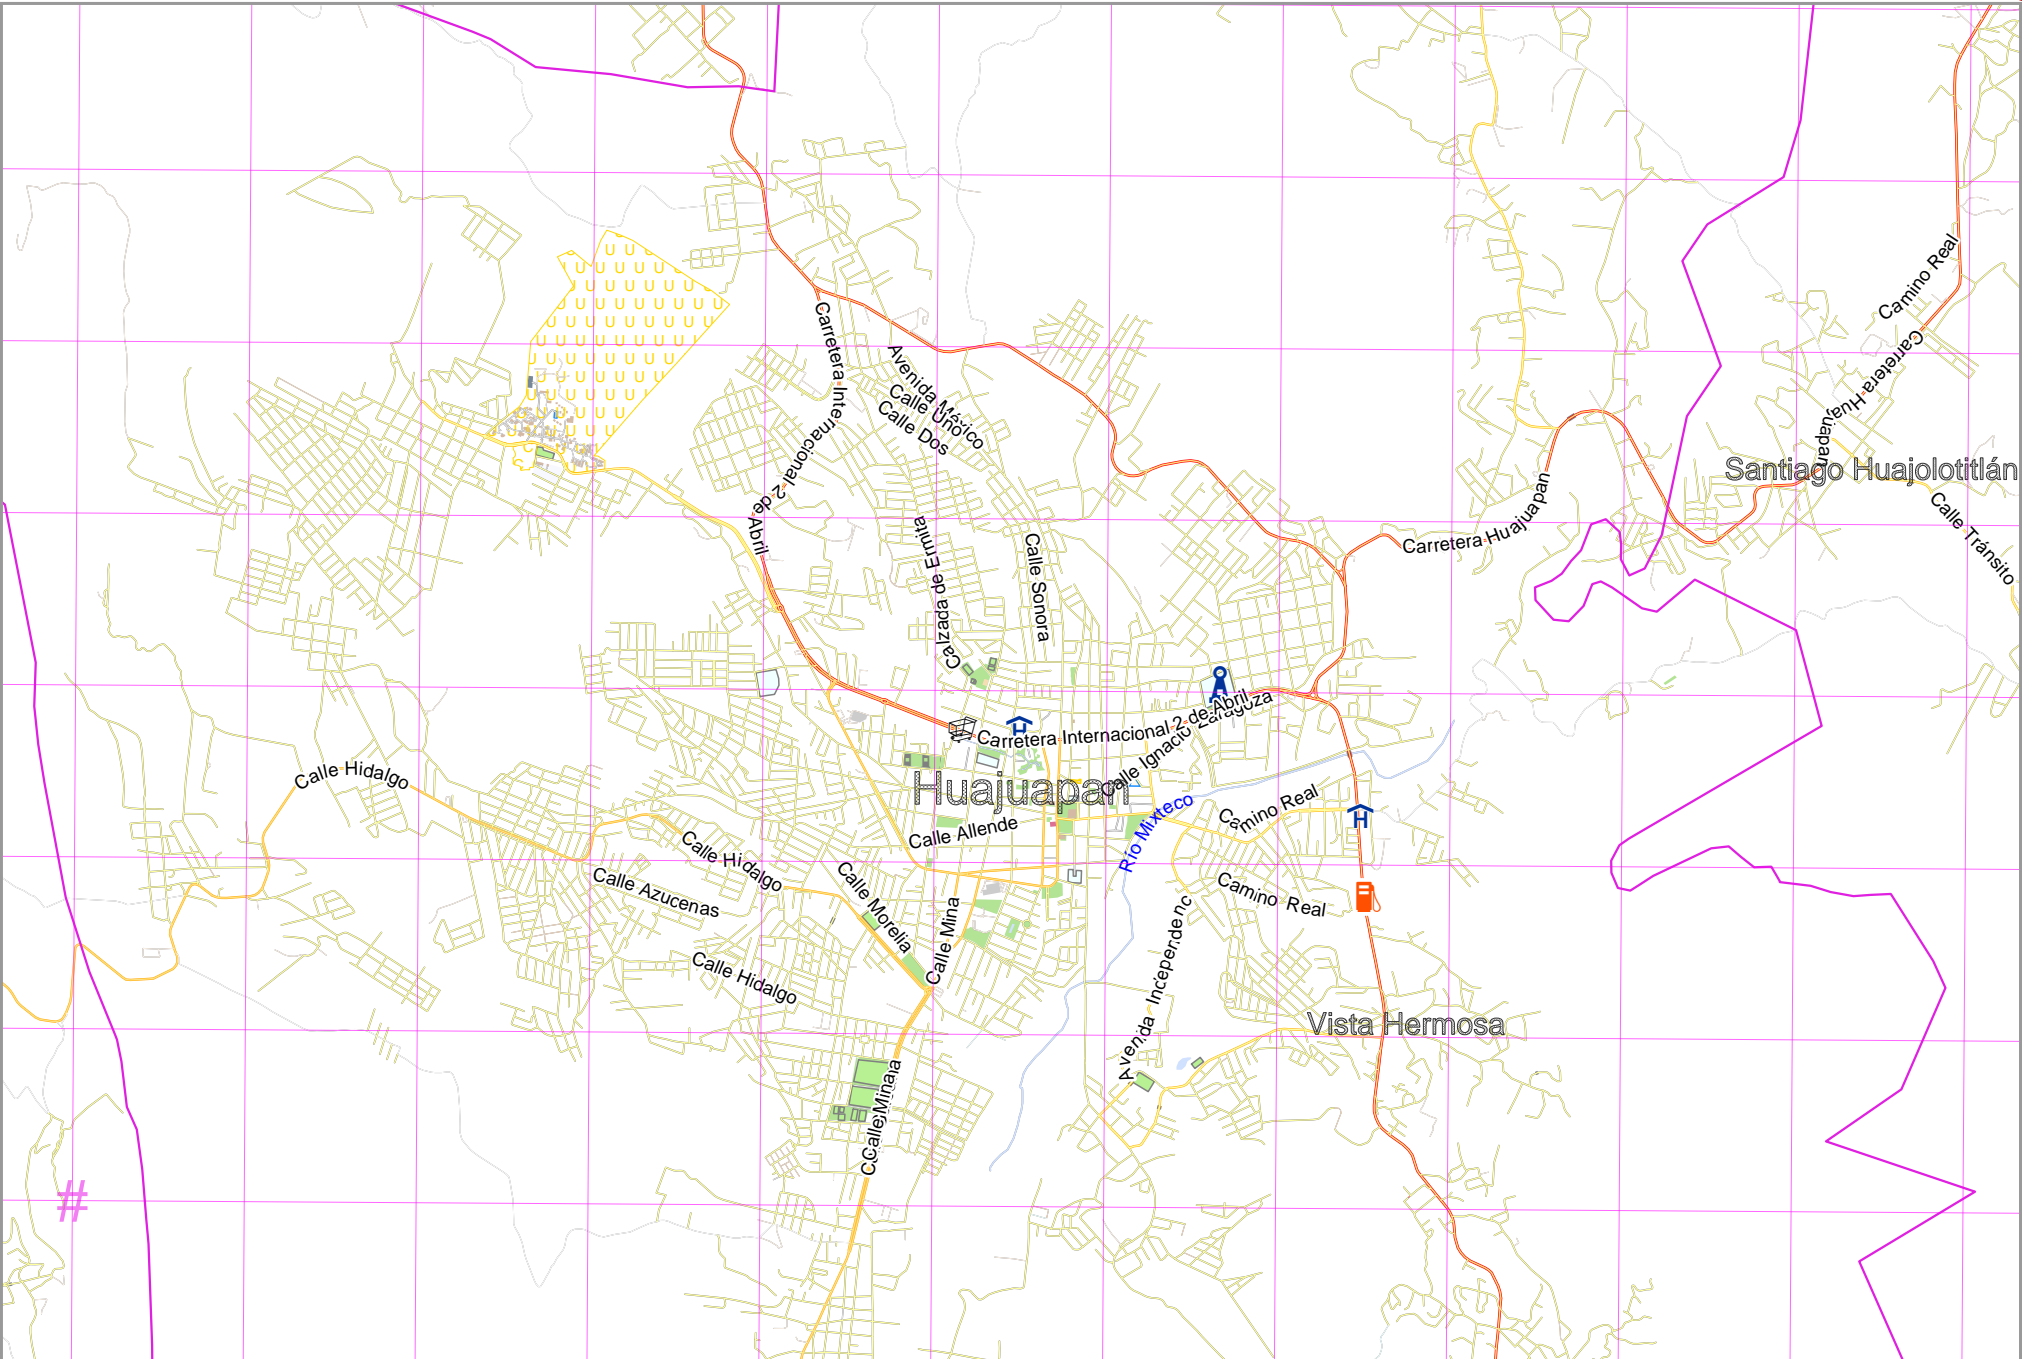 Camino Real
Carretera Internacional 2 de Abril
Avenida México
Calle Uno
Calle Dos
Carretera Huajuapan
Santiago Huajolotitlán
Carretera Huajuapan
Calle Tránsito
Calzada de Ermita
Calle Sonora
Carretera Internacional 2 de Abril
Calle Ignacio Zaragoza
Calle Hidalgo
Huajuapan
Río Mixteco
Camino Real
Calle Allende
Calle Hidalgo
Calle Azucenas
Calle Morelia
Calle Mina
Camino Real
Avenida Independenc
Calle Hidalgo
Vista Hermosa
Calle Mina
#